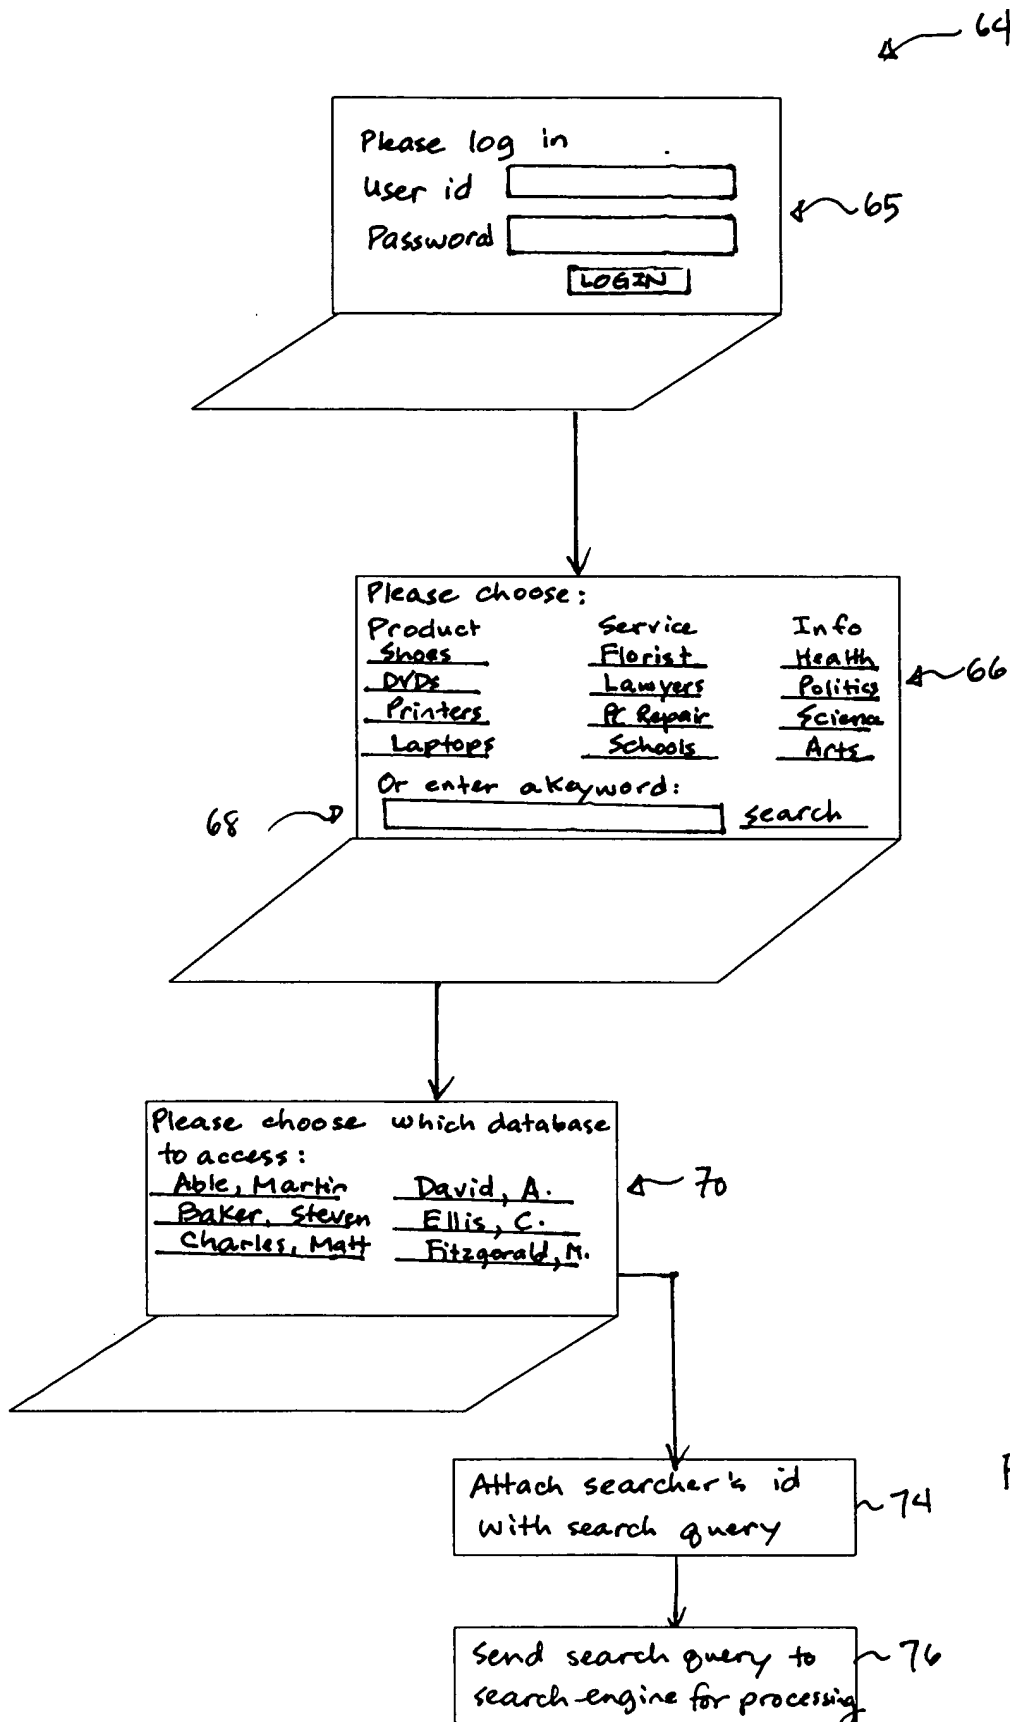 64
Please log in
User id
65
Password
LOGIN
Please choose:
Product Service Info
Shoes Florist Health
66
DVDs Lawyers Politics
Printers PC Repair Science
Laptops Schools Arts
Or enter a keyword:
68
search
Please choose which database
to access:
70
Able, Martin David, A.
Baker, Steven Ellis, C.
Charles, Matt Fitzgerald, M.
Attach searcher's id
74
with search query
Send search query to
76
search engine for processing